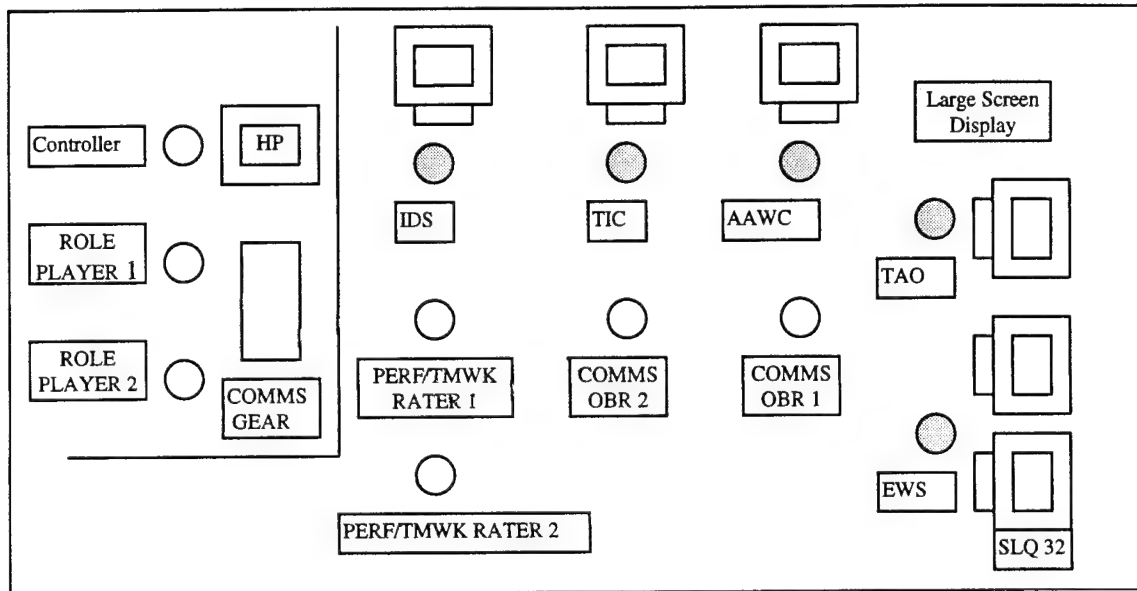 Controller
HP
ROLE
PLAYER 1
ROLE
PLAYER 2
COMMS
GEAR
IDS
TIC
AAWC
Large Screen
Display
TAO
PERF/TMWK
RATER 1
COMMS
OBR 2
COMMS
OBR 1
EWS
PERF/TMWK RATER 2
SLQ 32